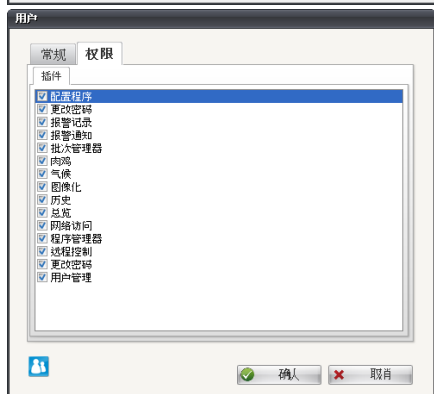 用户
常规 权限
插件
配置程序
更改密码
报警记录
报警通知
批次管理器
肉鸡
气候
图像化
历史
总览
网络访问
程序管理器
远程控制
更改密码
用户管理
确认 取消